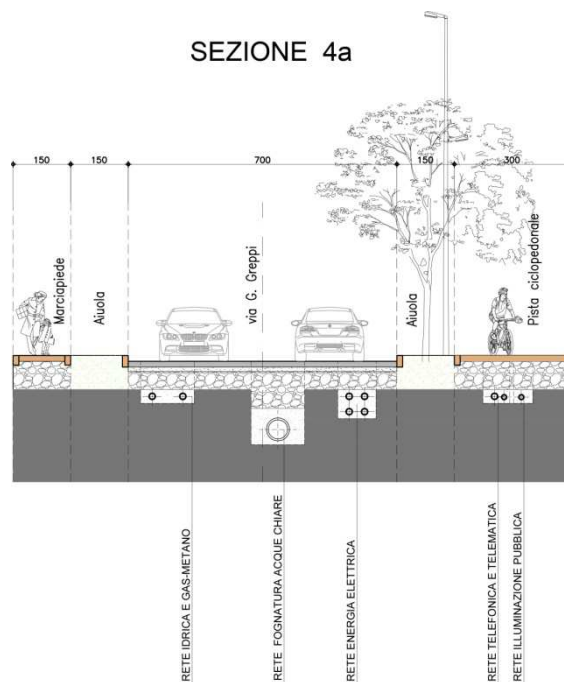 SEZIONE 4a
150
150
700
150
300
Marciapiede
Aiuola
via G. Greppi
Aiuola
Pista ciclopedonale
RETE IDRICA E GAS-METANO
RETE FOGNATURA ACQUE CHIARE
RETE ENERGIA ELETTRICA
RETE TELEFONICA E TELEMATICA
RETE ILLUMINAZIONE PUBBLICA